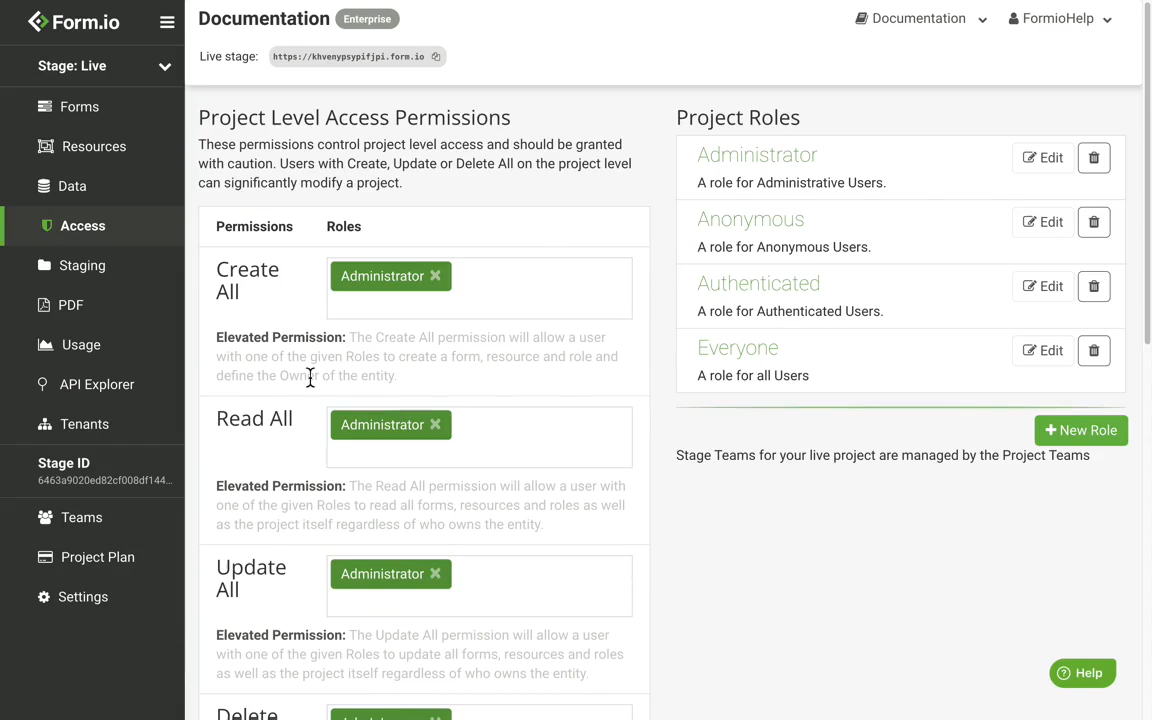 Form.io
Stage: Live
Forms
Resources
Data
Access
Staging
PDF
Usage
API Explorer
Tenants
Stage ID
6463a9020ed82cf008df144...
Teams
Project Plan
Settings
Documentation Enterprise
Documentation
FormioHelp
Live stage: https://khvenypsypifjpi.form.io
Project Level Access Permissions
These permissions control project level access and should be granted
with caution. Users with Create, Update or Delete All on the project level
can significantly modify a project.
Permissions Roles
Create
All
Administrator
Elevated Permission: The Create All permission will allow a user
with one of the given Roles to create a form, resource and role and
define the Owner of the entity.
Read All
Administrator
Elevated Permission: The Read All permission will allow a user with
one of the given Roles to read all forms, resources and roles as well
as the project itself regardless of who owns the entity.
Update
All
Administrator
Elevated Permission: The Update All permission will allow a user
with one of the given Roles to update all forms, resources and roles
as well as the project itself regardless of who owns the entity.
Delete
Project Roles
Administrator
A role for Administrative Users.
Edit
Anonymous
A role for Anonymous Users.
Edit
Authenticated
A role for Authenticated Users.
Edit
Everyone
A role for all Users
Edit
New Role
Stage Teams for your live project are managed by the Project Teams
Help